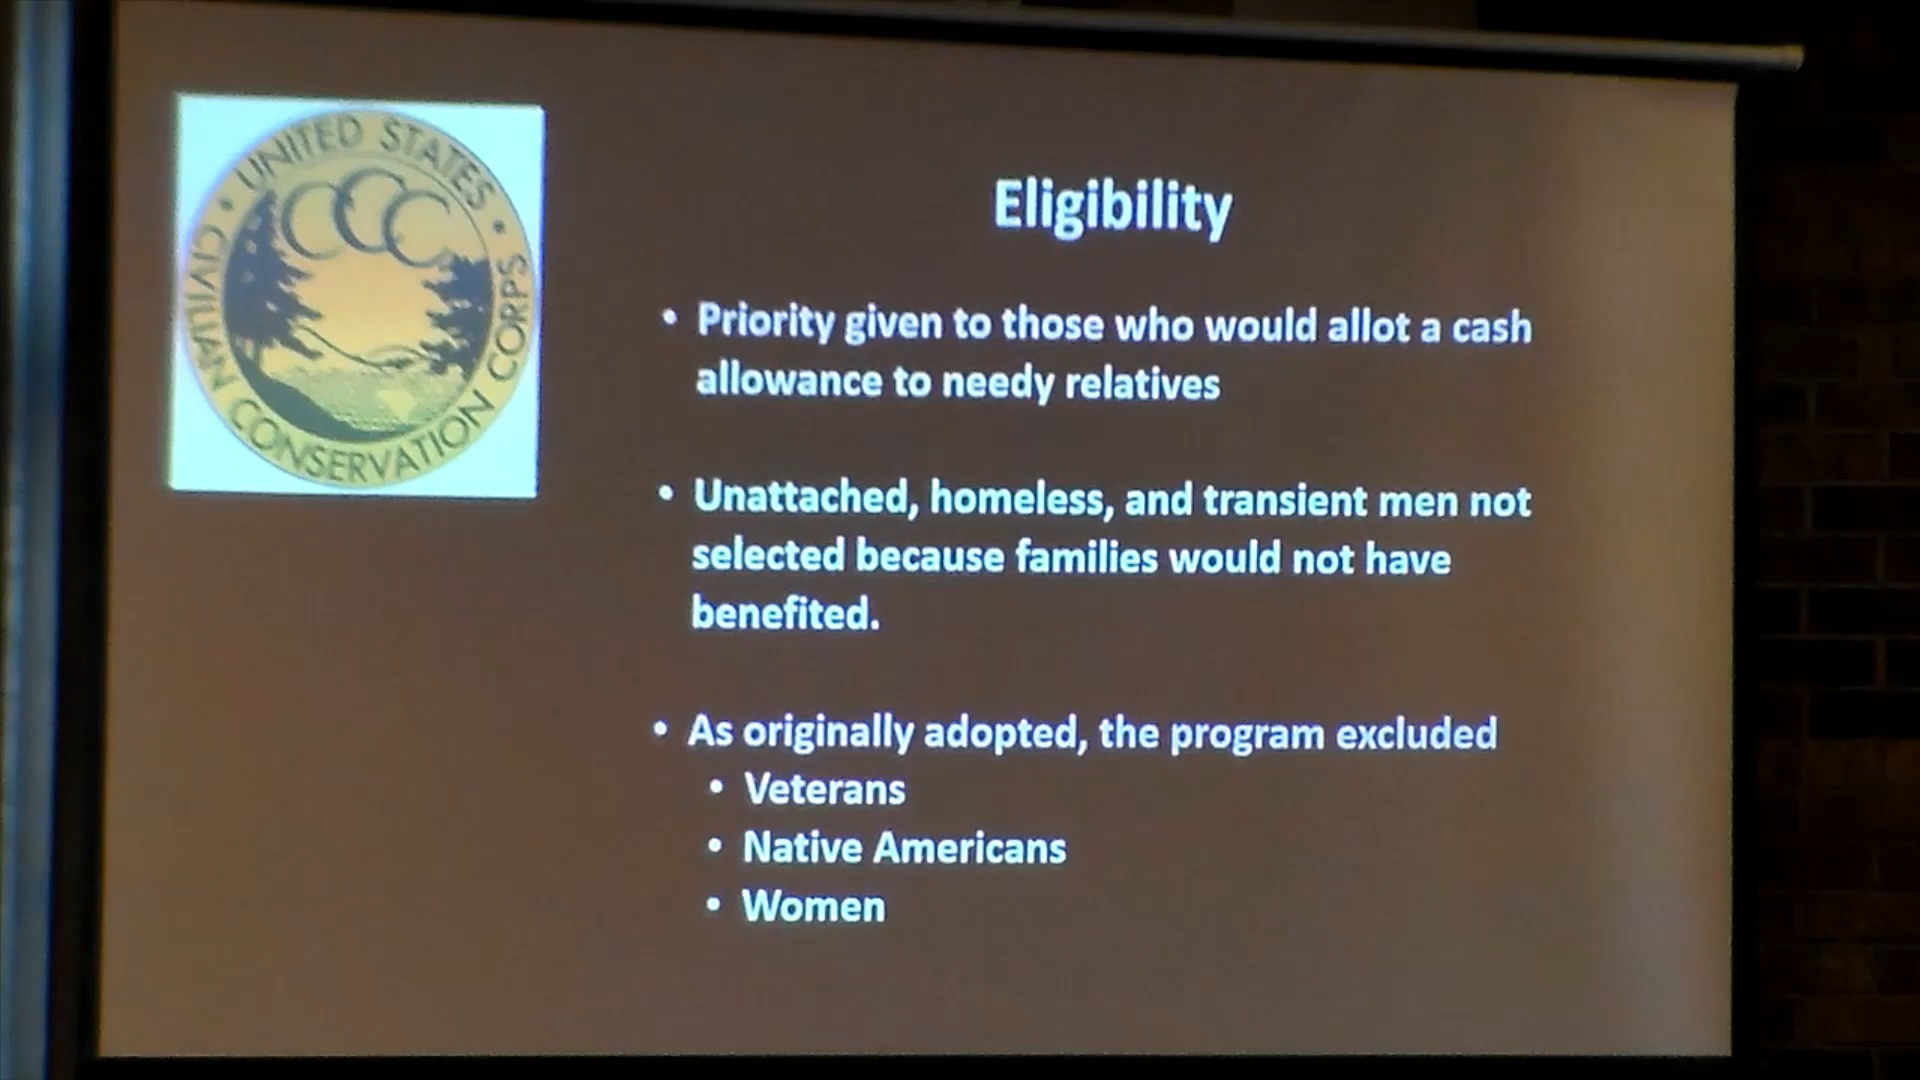 UNITED STATES
CCC
CIVILIAN CONSERVATION CORPS
Eligibility
• Priority given to those who would allot a cash
allowance to needy relatives
• Unattached, homeless, and transient men not
selected because families would not have
benefited.
• As originally adopted, the program excluded
• Veterans
• Native Americans
• Women